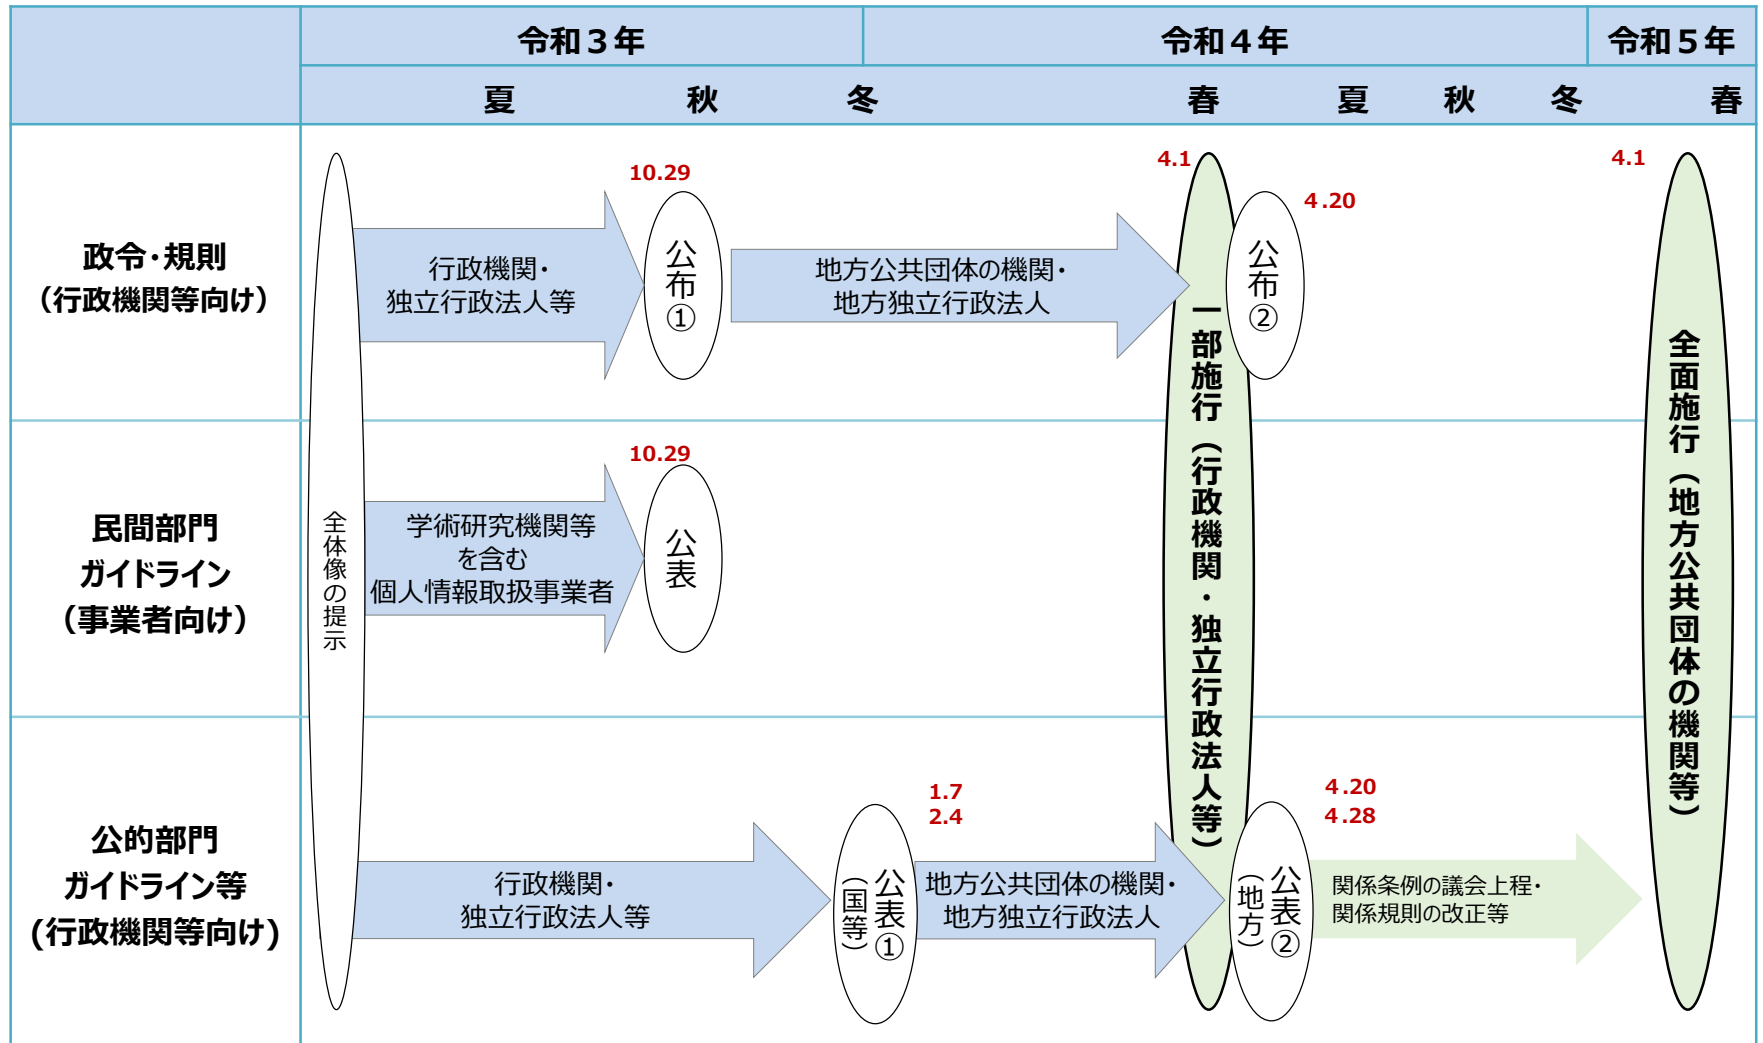 令和３年
令和４年
令和５年
夏
秋
冬
春
夏
秋
冬
春
政令・規則
（行政機関等向け）
民間部門
ガイドライン
（事業者向け）
公的部門
ガイドライン等
(行政機関等向け)
全体像の提示
行政機関・
独立行政法人等
10.29
公布①
地方公共団体の機関・
地方独立行政法人
4.1
一部施行（行政機関・独立行政法人等）
公布②
4.20
4.1
全面施行（地方公共団体の機関等）
学術研究機関等
を含む
個人情報取扱事業者
10.29
公表
行政機関・
独立行政法人等
公表①
（国等）
1.7
2.4
地方公共団体の機関・
地方独立行政法人
公表②
（地方）
4.20
4.28
関係条例の議会上程・
関係規則の改正等